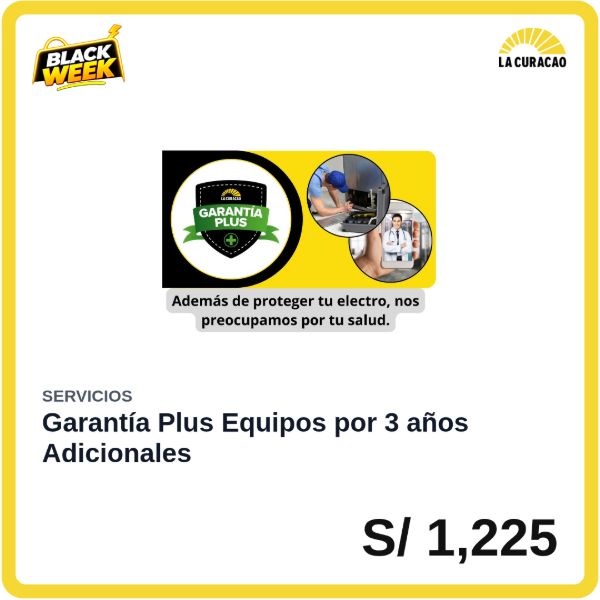 BLACK
WEEK
LA CURACAO
LA CURACAO
GARANTÍA
PLUS
Además de proteger tu electro, nos
preocupamos por tu salud.
SERVICIOS
Garantía Plus Equipos por 3 años
Adicionales
S/ 1,225